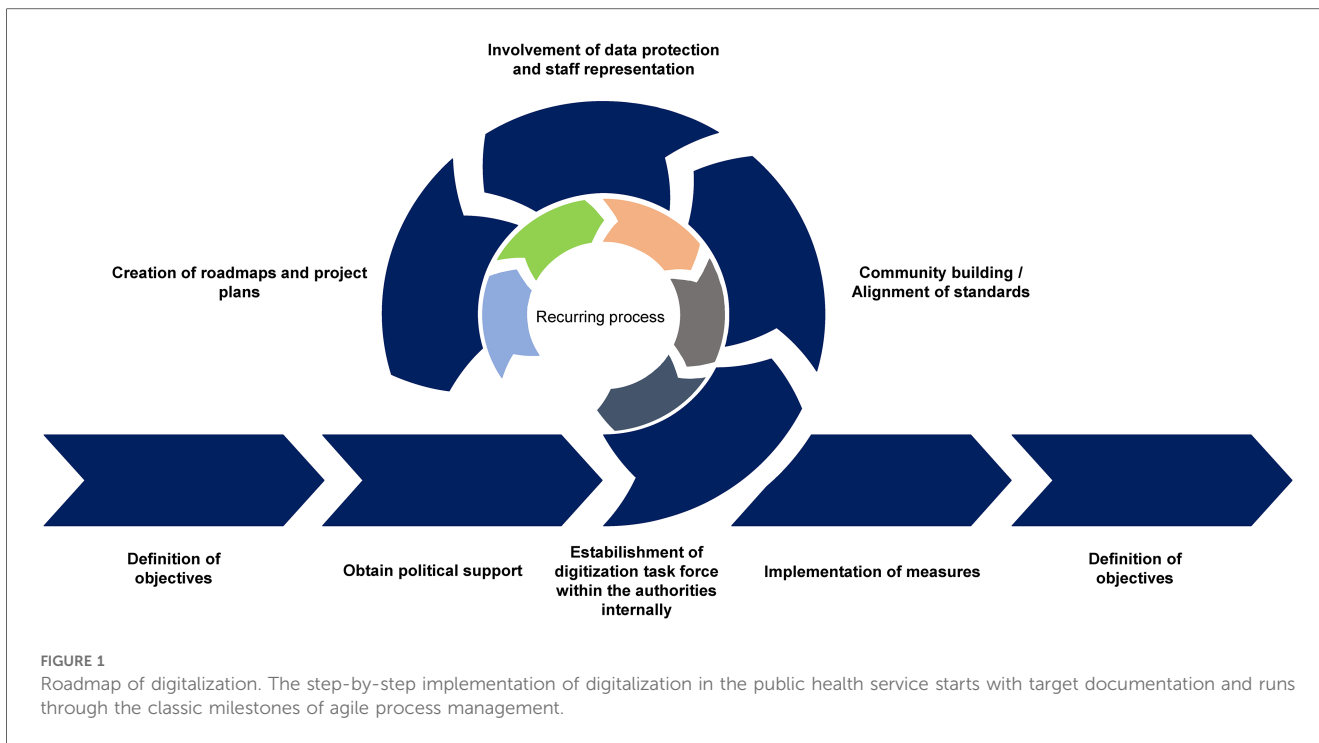 Involvement of data protection
and staff representation
Creation of roadmaps and project
plans
Recurring process
Community building /
Alignment of standards
Definition of
objectives
Obtain political support
Estabilishment of
digitization task force
within the authorities
internally
Implementation of measures
Definition of
objectives
FIGURE 1
Roadmap of digitalization. The step-by-step implementation of digitalization in the public health service starts with target documentation and runs
through the classic milestones of agile process management.